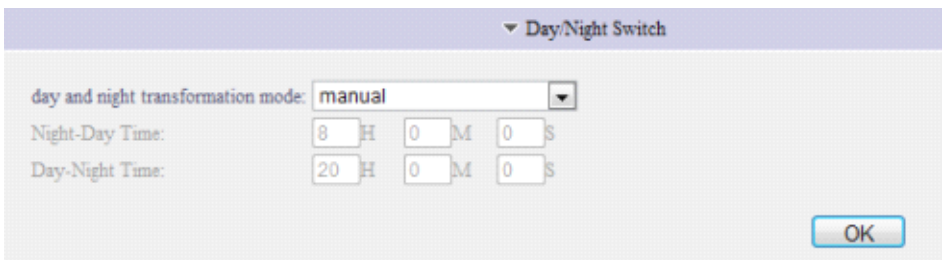 Day/Night Switch
day and night transformation mode: manual
Night-Day Time: 8 H 0 M 0 S
Day-Night Time: 20 H 0 M 0 S
OK